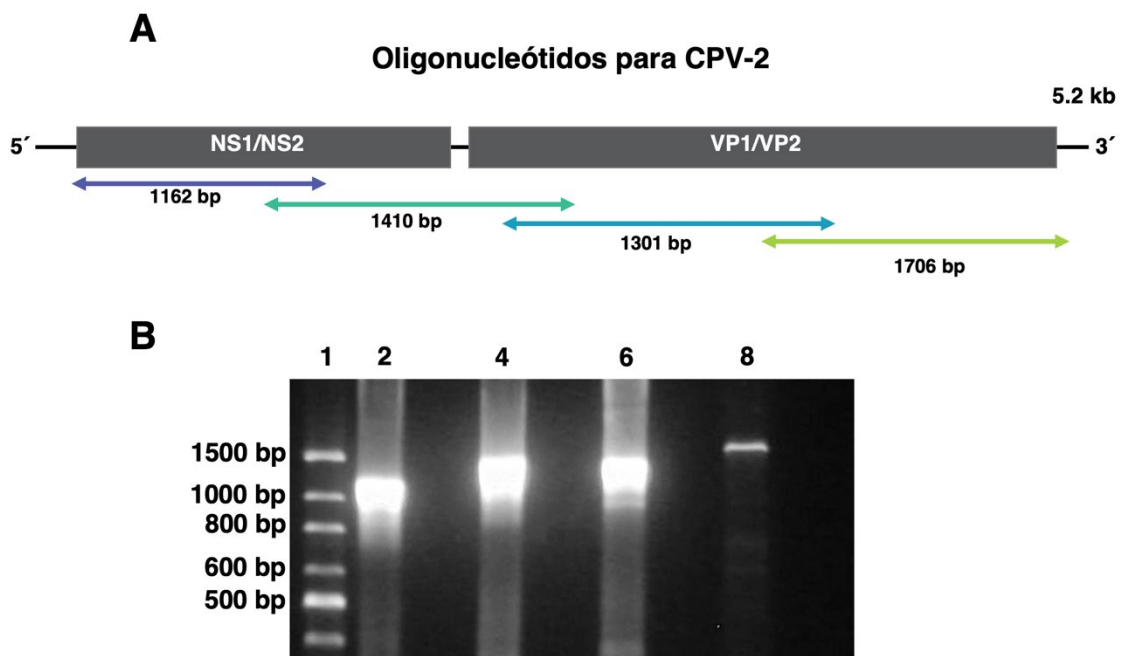 A
Oligonucleótidos para CPV-2
5.2 kb
5´ NS1/NS2 VP1/VP2 3´
1162 bp
1410 bp
1301 bp
1706 bp
B
1 2 4 6 8
1500 bp
1000 bp
800 bp
600 bp
500 bp